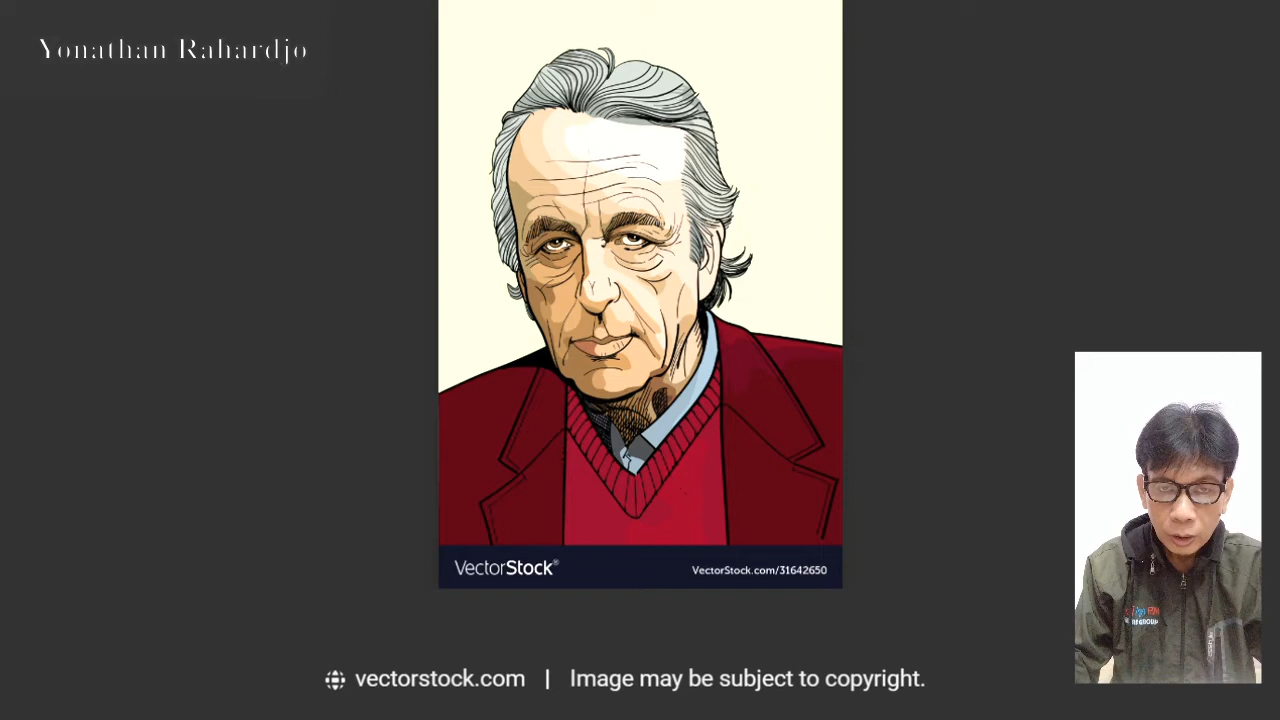 Yonathan Rahardjo
VectorStock®
VectorStock.com/31642650
vectorstock.com | Image may be subject to copyright.